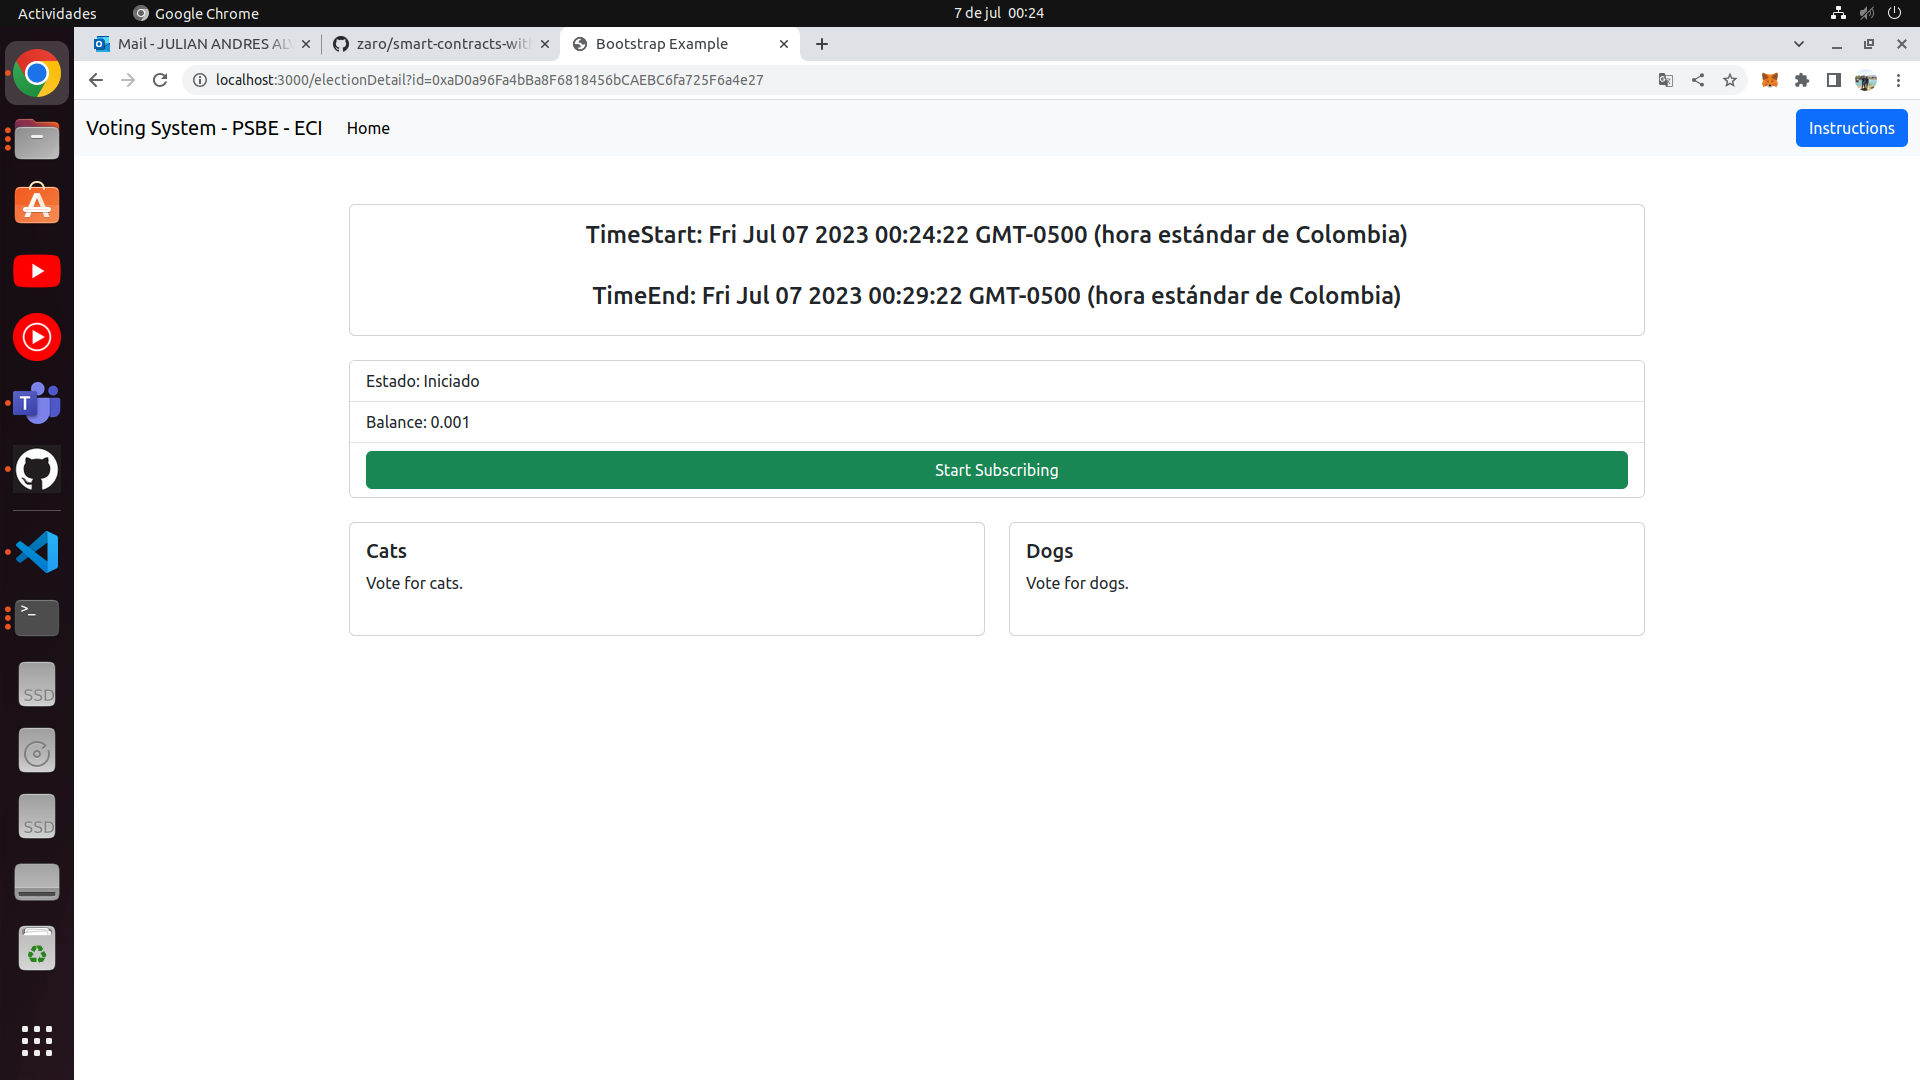 Actividades
Google Chrome
7 de jul 00:24
Mail - JULIAN ANDRES AL
zaro/smart-contracts-wit
Bootstrap Example
localhost:3000/electionDetail?id=0xaD0a96Fa4bBa8F6818456bCAEBC6fa725F6a4e27
Voting System - PSBE - ECI
Home
Instructions
TimeStart: Fri Jul 07 2023 00:24:22 GMT-0500 (hora estándar de Colombia)
TimeEnd: Fri Jul 07 2023 00:29:22 GMT-0500 (hora estándar de Colombia)
Estado: Iniciado
Balance: 0.001
Start Subscribing
Cats
Vote for cats.
Dogs
Vote for dogs.
T
>_
SSD
SSD